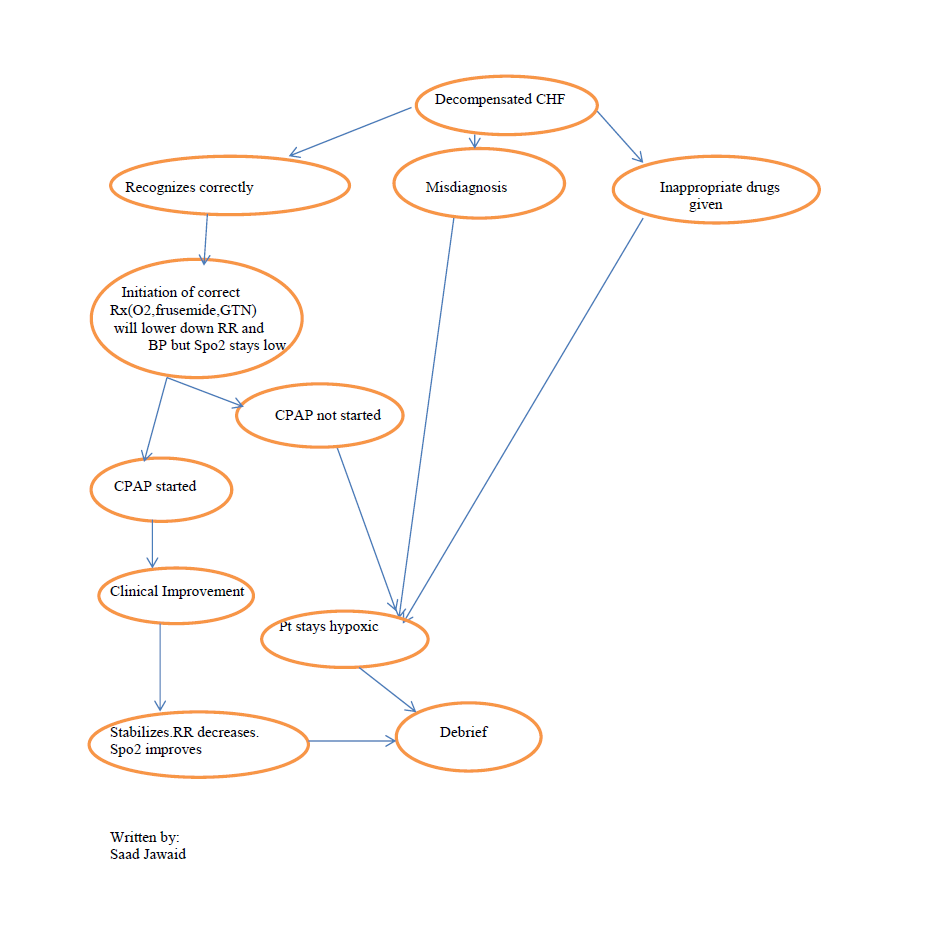 Decompensated CHF
Recognizes correctly
Misdiagnosis
Inappropriate drugs
given
Initiation of correct
Rx(O2,frusemide,GTN)
will lower down RR and
BP but Spo2 stays low
CPAP not started
CPAP started
Clinical Improvement
Pt stays hypoxic
Stabilizes.RR decreases.
Spo2 improves
Debrief
Written by:
Saad Jawaid